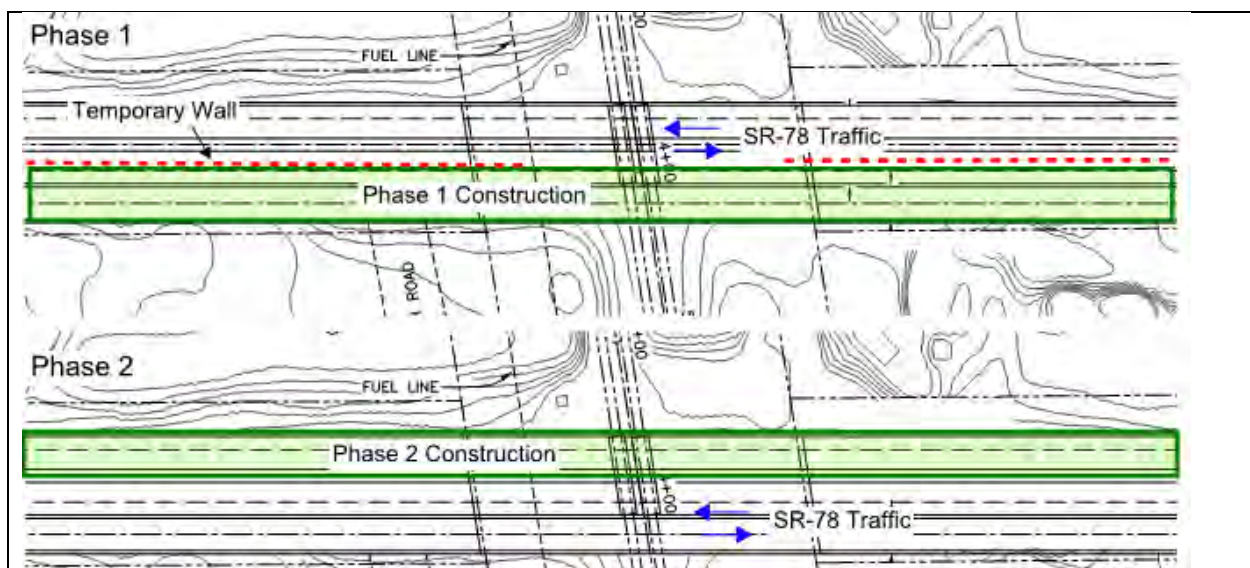 Phase 1
FUEL LINE
Temporary Wall
SR-78 Traffic
Phase 1 Construction
ROAD
Phase 2
FUEL LINE
Phase 2 Construction
SR-78 Traffic